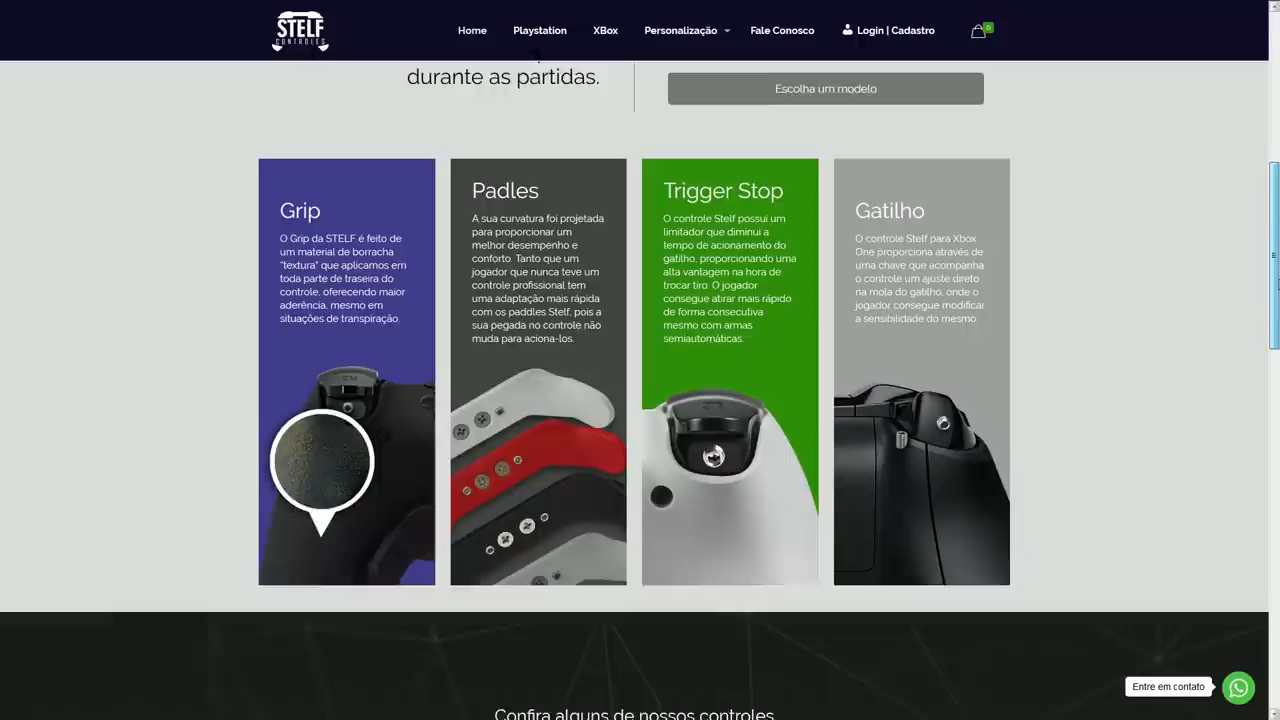 STELF
CONTROLES
Home
Playstation
XBox
Personalização
Fale Conosco
Login | Cadastro
0
durante as partidas.
Escolha um modelo
Grip
O Grip da STELF é feito de
um material de borracha
"textura" que aplicamos em
toda parte de traseira do
controle, oferecendo maior
aderência, mesmo em
situações de transpiração.
Padles
A sua curvatura foi projetada
para proporcionar um
melhor desempenho e
conforto. Tanto que um
jogador que nunca teve um
controle profissional tem
uma adaptação mais rápida
com os paddles Stelf, pois a
sua pegada no controle não
muda para aciona-los.
Trigger Stop
O controle Stelf possui um
limitador que diminui a
tempo de acionamento do
gatilho, proporcionando uma
alta vantagem na hora de
trocar tiro. O jogador
consegue atirar mais rápido
de forma consecutiva
mesmo com armas
semiautomáticas.
Gatilho
O controle Stelf para Xbox
One proporciona através de
uma chave que acompanha
o controle um ajuste direto
na mola do gatilho, onde o
jogador consegue modificar
a sensibilidade do mesmo.
Entre em contato
Confira alguns de nossos controles